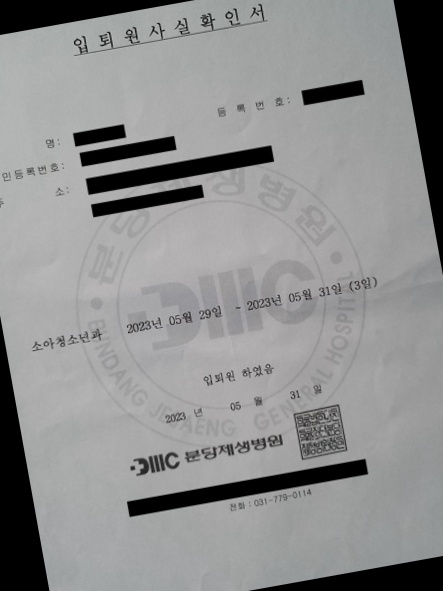 입 퇴 원 사 실 확 인 서
등 록 번 호 :
명 :
민등록번호:
소 :
분당제생병원
BUNDANG JESAENG GENERAL HOSPITAL
DMC
소아청소년과 2023년 05월 29일 - 2023년 05월 31일 (3일)
입퇴원 하였음
2023 년 05 월 31 일
DMC 분당제생병원
전화 : 031-779-0114